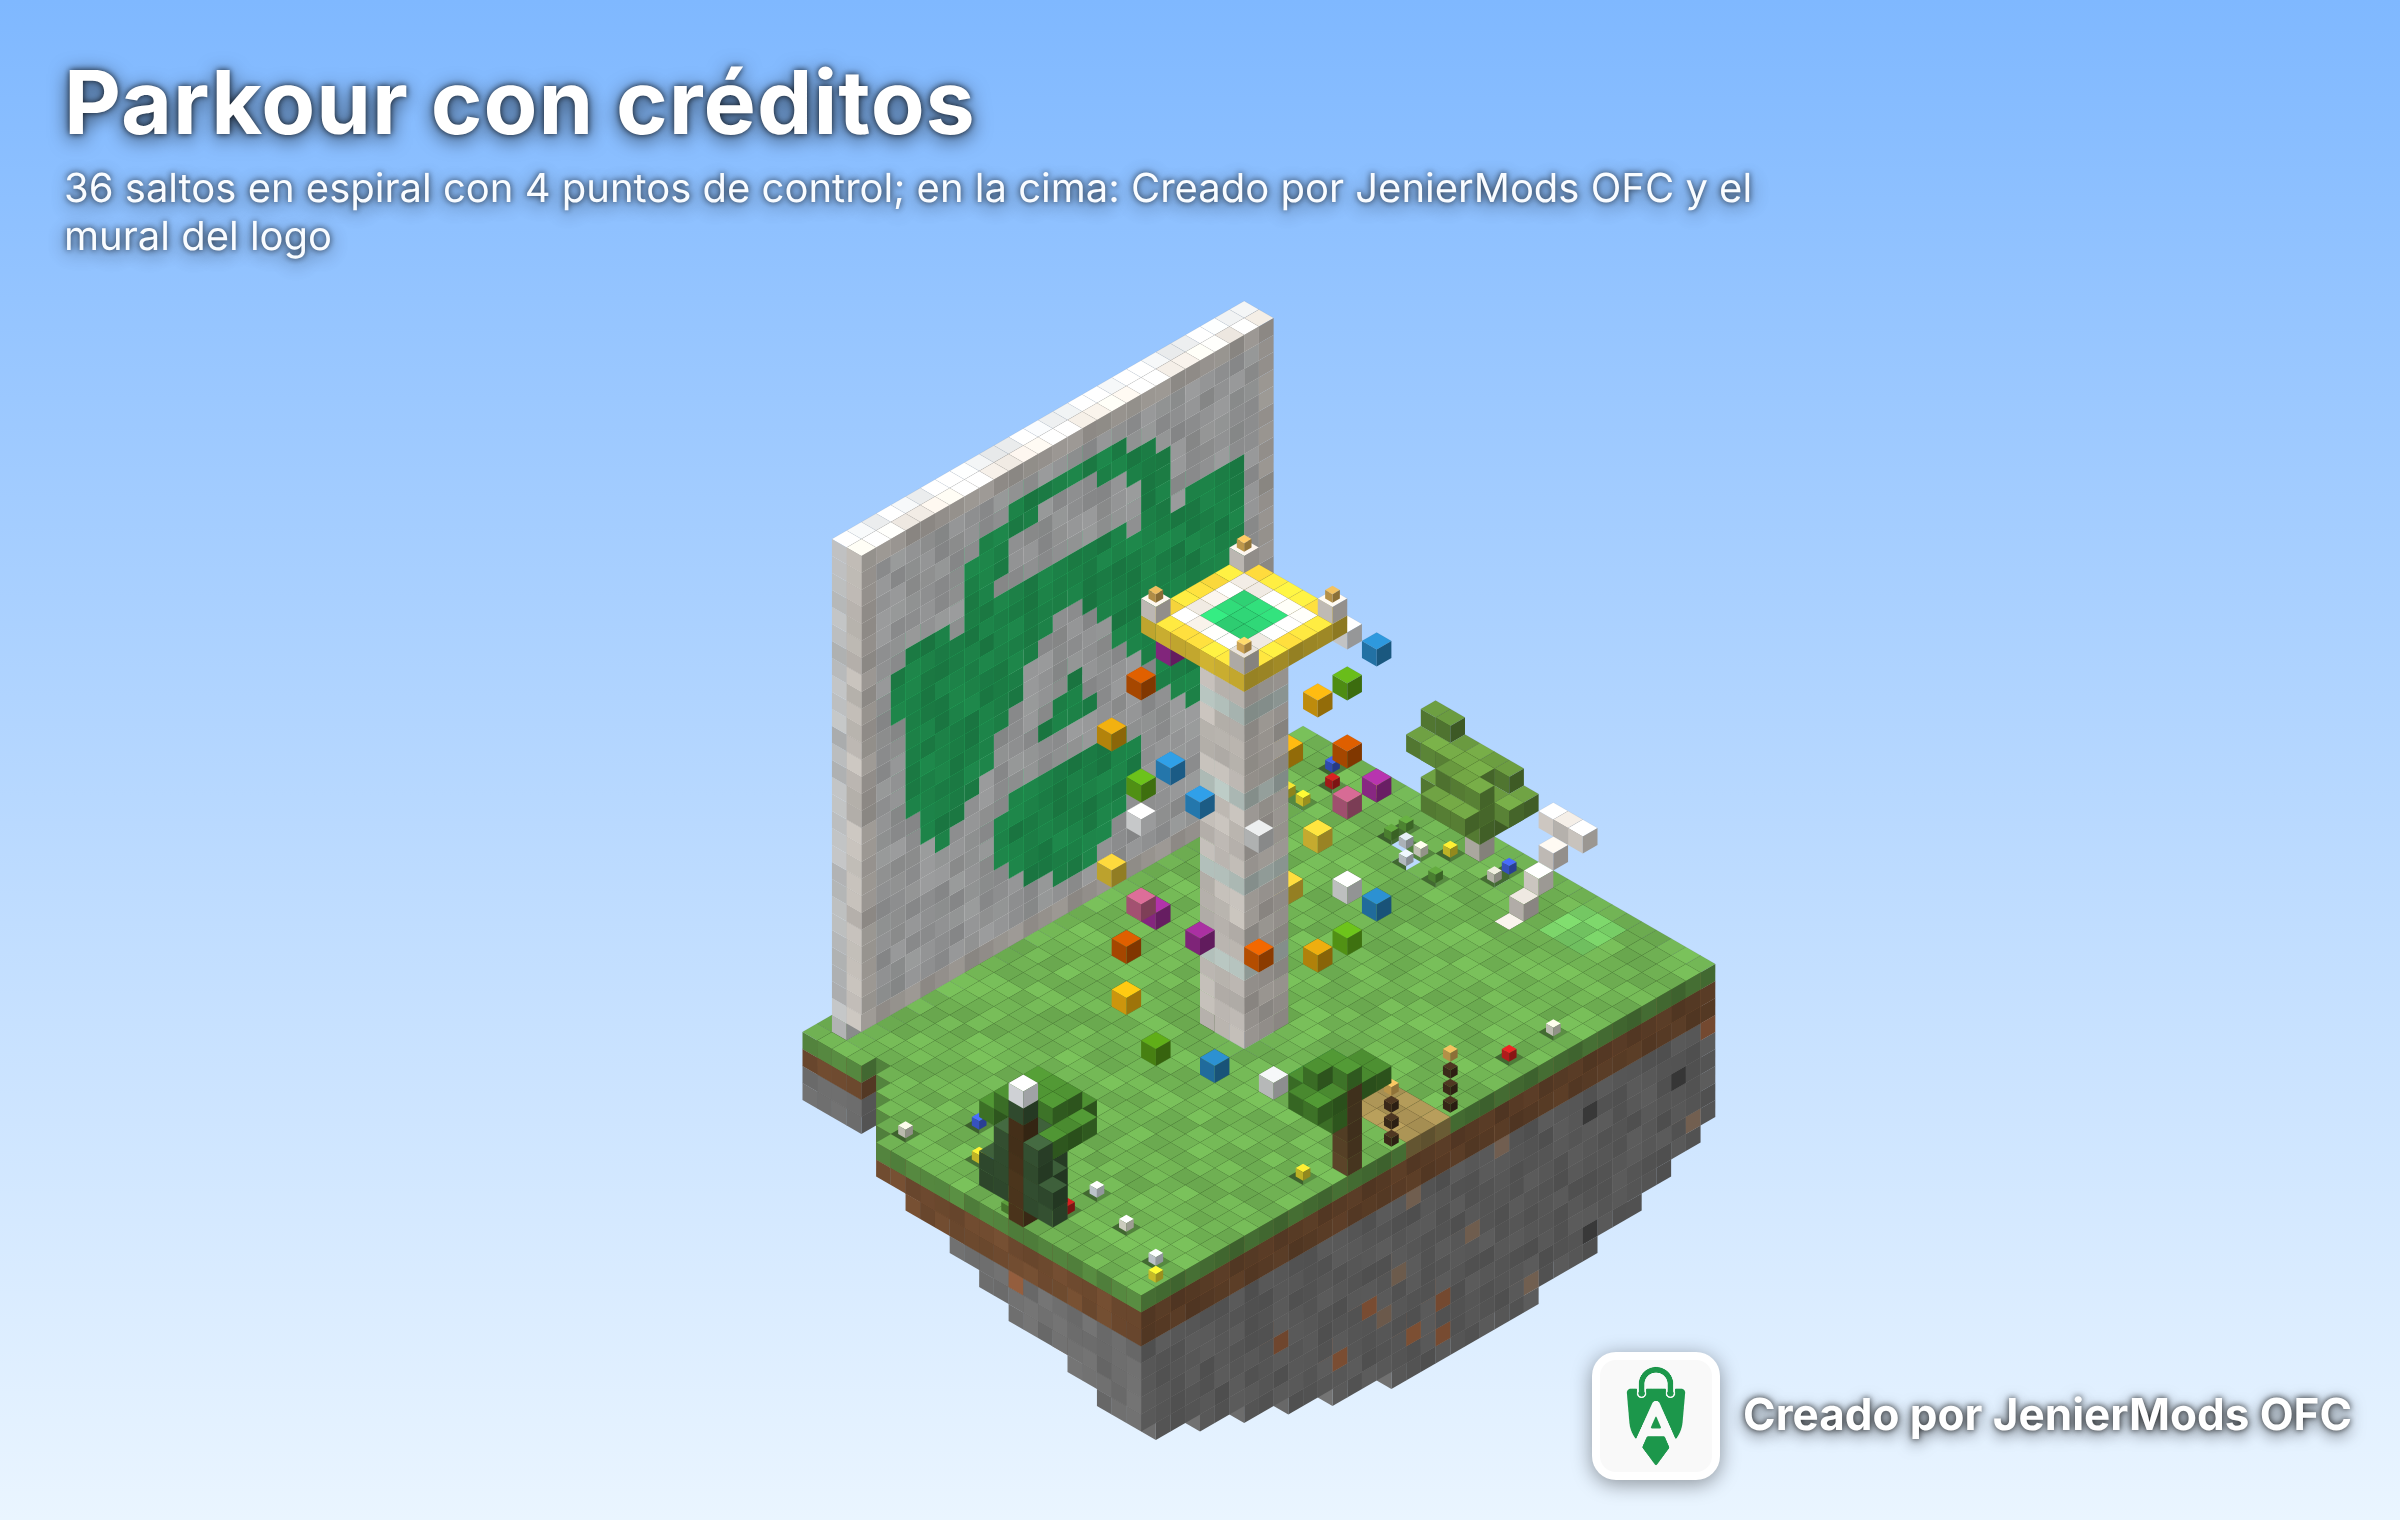 Parkour con créditos
36 saltos en espiral con 4 puntos de control; en la cima: Creado por JenierMods OFC y el
mural del logo
A
Creado por JenierMods OFC